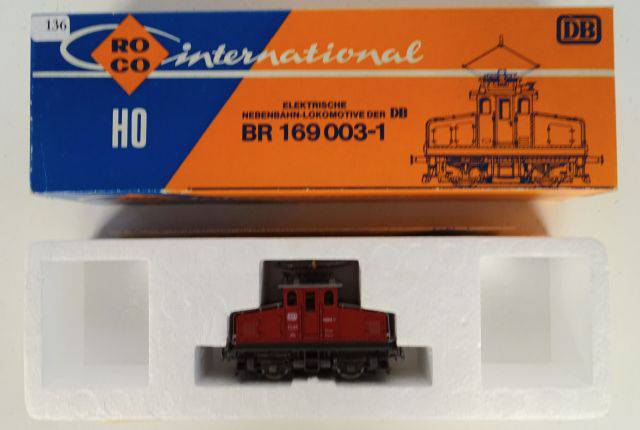 136
RO
CO
international
DB
HO
ELEKTRISCHE
NEBENBAHN-LOKOMOTIVE DER DB
BR 169 003-1